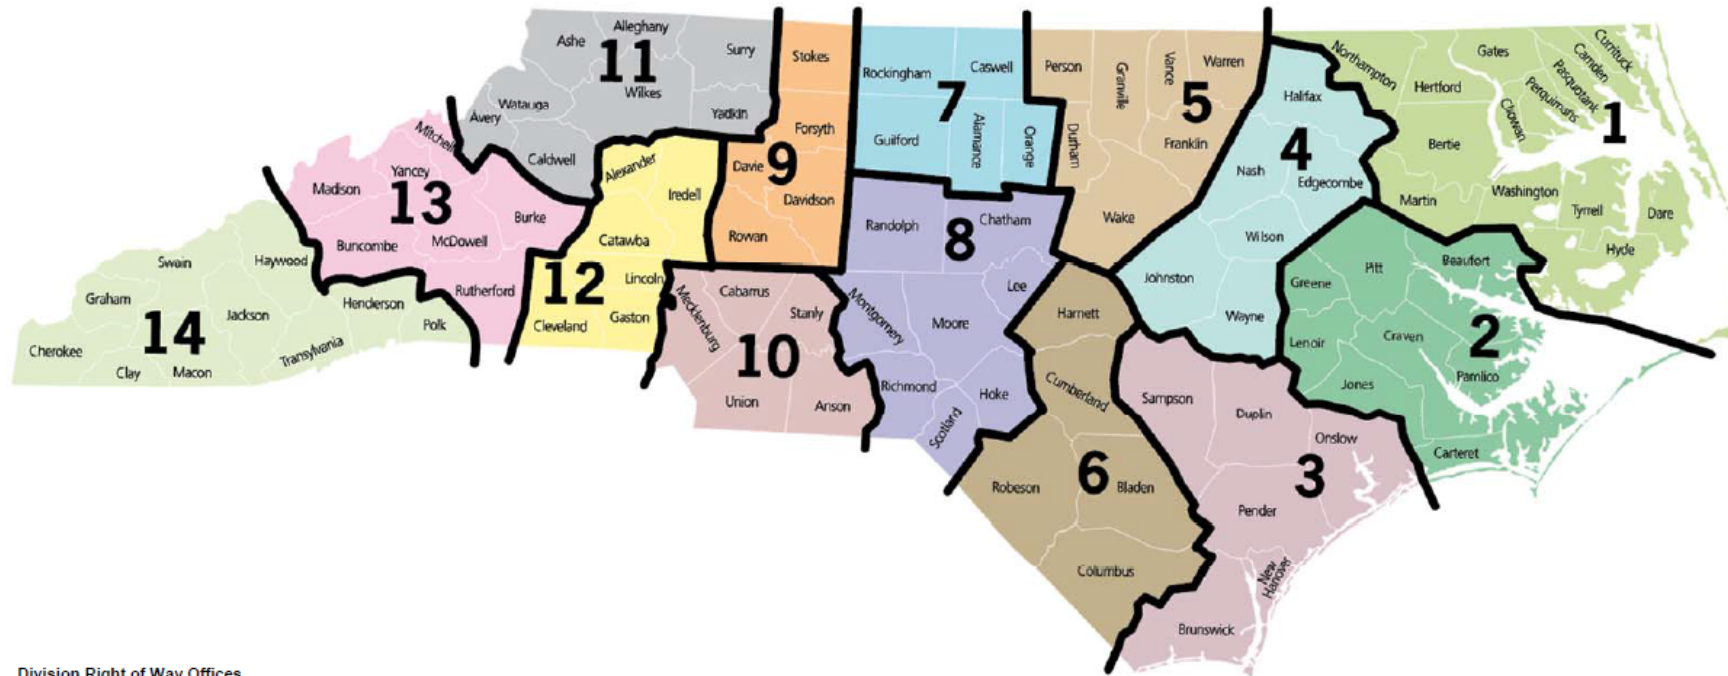 11
Alleghany
Ashe
Surry
Wilkes
Watauga
Avery
Yadkin
Caldwell
9
Stokes
Forsyth
Davie
Davidson
Rowan
7
Rockingham
Caswell
Guilford
Alamance
Orange
5
Person
Granville
Vance
Warren
Franklin
Durham
Wake
4
Halifax
Nash
Edgecombe
Wilson
Johnston
Wayne
1
Northampton
Gates
Currituck
Camden
Pasquotank
Perquimans
Chowan
Hertford
Bertie
Martin
Washington
Tyrrell
Dare
Hyde
13
Mitchell
Yancey
Madison
Burke
Buncombe
McDowell
Rutherford
12
Alexander
Iredell
Catawba
Lincoln
Cleveland
Gaston
8
Randolph
Chatham
Lee
Montgomery
Moore
Richmond
Hoke
Scotland
2
Pitt
Beaufort
Greene
Lenoir
Craven
Pamlico
Jones
Carteret
14
Swain
Haywood
Graham
Jackson
Henderson
Polk
Cherokee
Clay
Macon
Transylvania
10
Mecklenburg
Cabarrus
Stanly
Union
Anson
6
Harnett
Cumberland
Robeson
Bladen
Columbus
3
Sampson
Duplin
Onslow
Pender
New
Hanover
Brunswick
Division Right of Way Offices